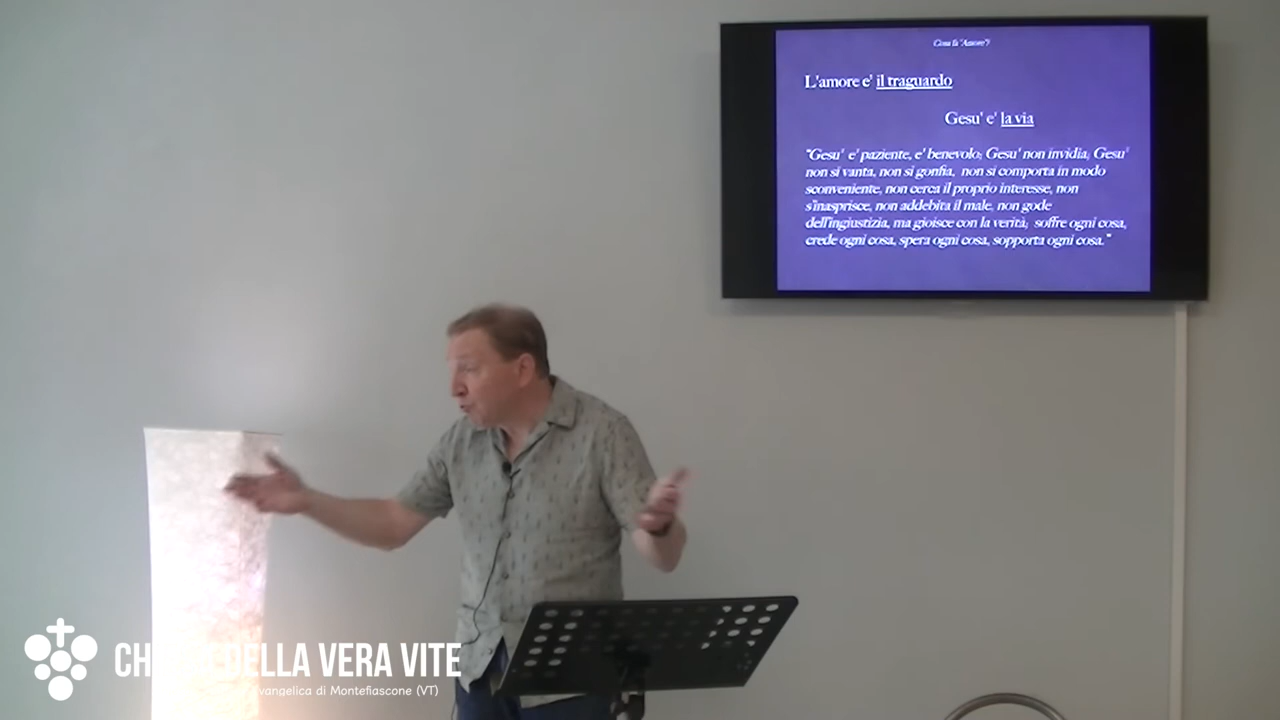 Cosa fa "Amore"?
L'amore e' il traguardo
Gesu' e' la via
"Gesu' e' paziente, e' benevolo; Gesu' non invidia; Gesu'
non si vanta, non si gonfia, non si comporta in modo
sconveniente, non cerca il proprio interesse, non
s'inasprisce, non addebita il male, non gode
dell'ingiustizia, ma gioisce con la verità; soffre ogni cosa,
crede ogni cosa, spera ogni cosa, sopporta ogni cosa."
DELLA VERA VITE
di Montefiascone (VT)